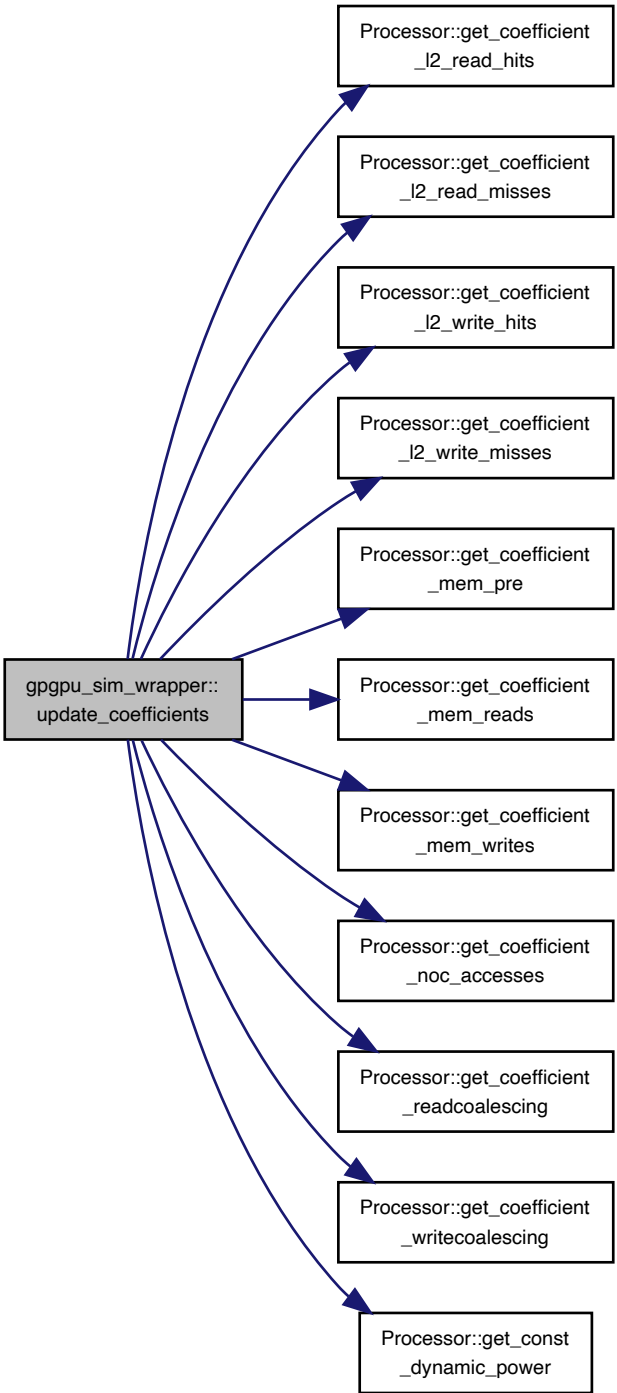 Processor::get_coefficient
_l2_read_hits
Processor::get_coefficient
_l2_read_misses
Processor::get_coefficient
_l2_write_hits
Processor::get_coefficient
_l2_write_misses
Processor::get_coefficient
_mem_pre
gpgpu_sim_wrapper::
update_coefficients
Processor::get_coefficient
_mem_reads
Processor::get_coefficient
_mem_writes
Processor::get_coefficient
_noc_accesses
Processor::get_coefficient
_readcoalescing
Processor::get_coefficient
_writecoalescing
Processor::get_const
_dynamic_power